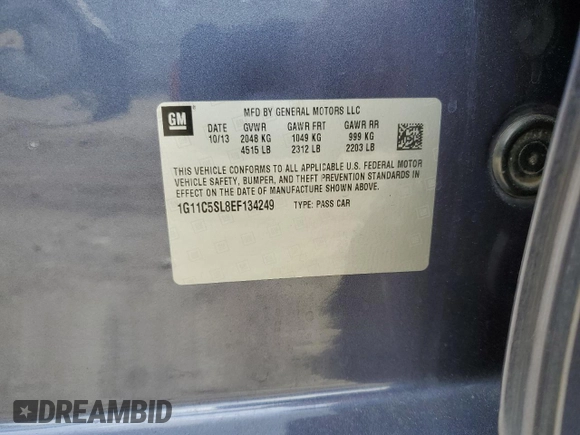 GM
MFD BY GENERAL MOTORS LLC
DATE GVWR GAWR FRT GAWR RR
10/13 2048 KG 1049 KG 999 KG
4515 LB 2312 LB 2203 LB
THIS VEHICLE CONFORMS TO ALL APPLICABLE U.S. FEDERAL MOTOR
VEHICLE SAFETY, BUMPER, AND THEFT PREVENTION STANDARDS IN
EFFECT ON THE DATE OF MANUFACTURE SHOWN ABOVE.
1G11C5SL8EF134249 TYPE: PASS CAR
DREAMBID